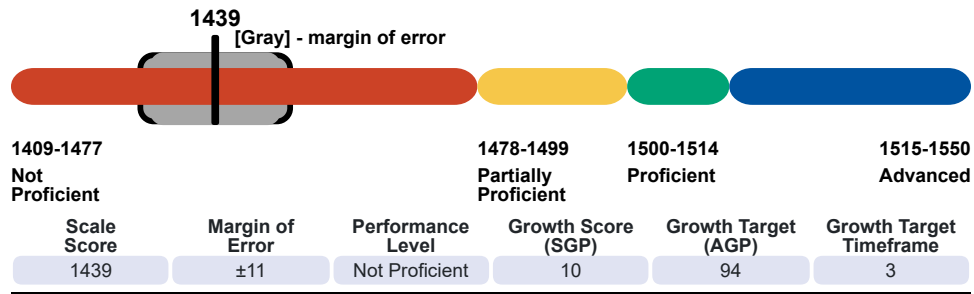 1439
[Gray] - margin of error
1409-1477
Not
Proficient
1478-1499
Partially
Proficient
1500-1514
Proficient
1515-1550
Advanced
Scale
Score
Margin of
Error
Performance
Level
Growth Score
(SGP)
Growth Target
(AGP)
Growth Target
Timeframe
1439
±11
Not Proficient
10
94
3